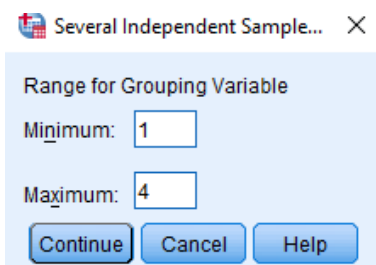 Several Independent Sample...
Range for Grouping Variable
Minimum: 1
Maximum: 4
Continue Cancel Help